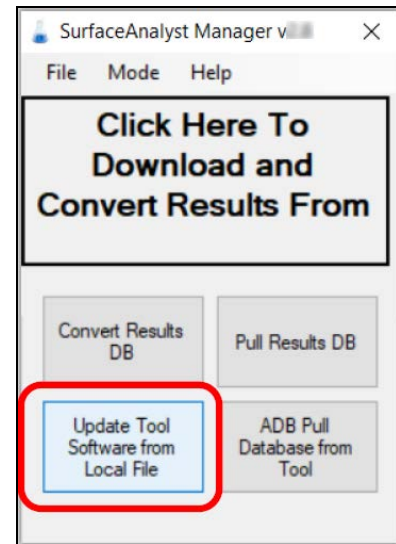 SurfaceAnalyst Manager v
File Mode Help
Click Here To
Download and
Convert Results From
Convert Results
DB
Pull Results DB
Update Tool
Software from
Local File
ADB Pull
Database from
Tool